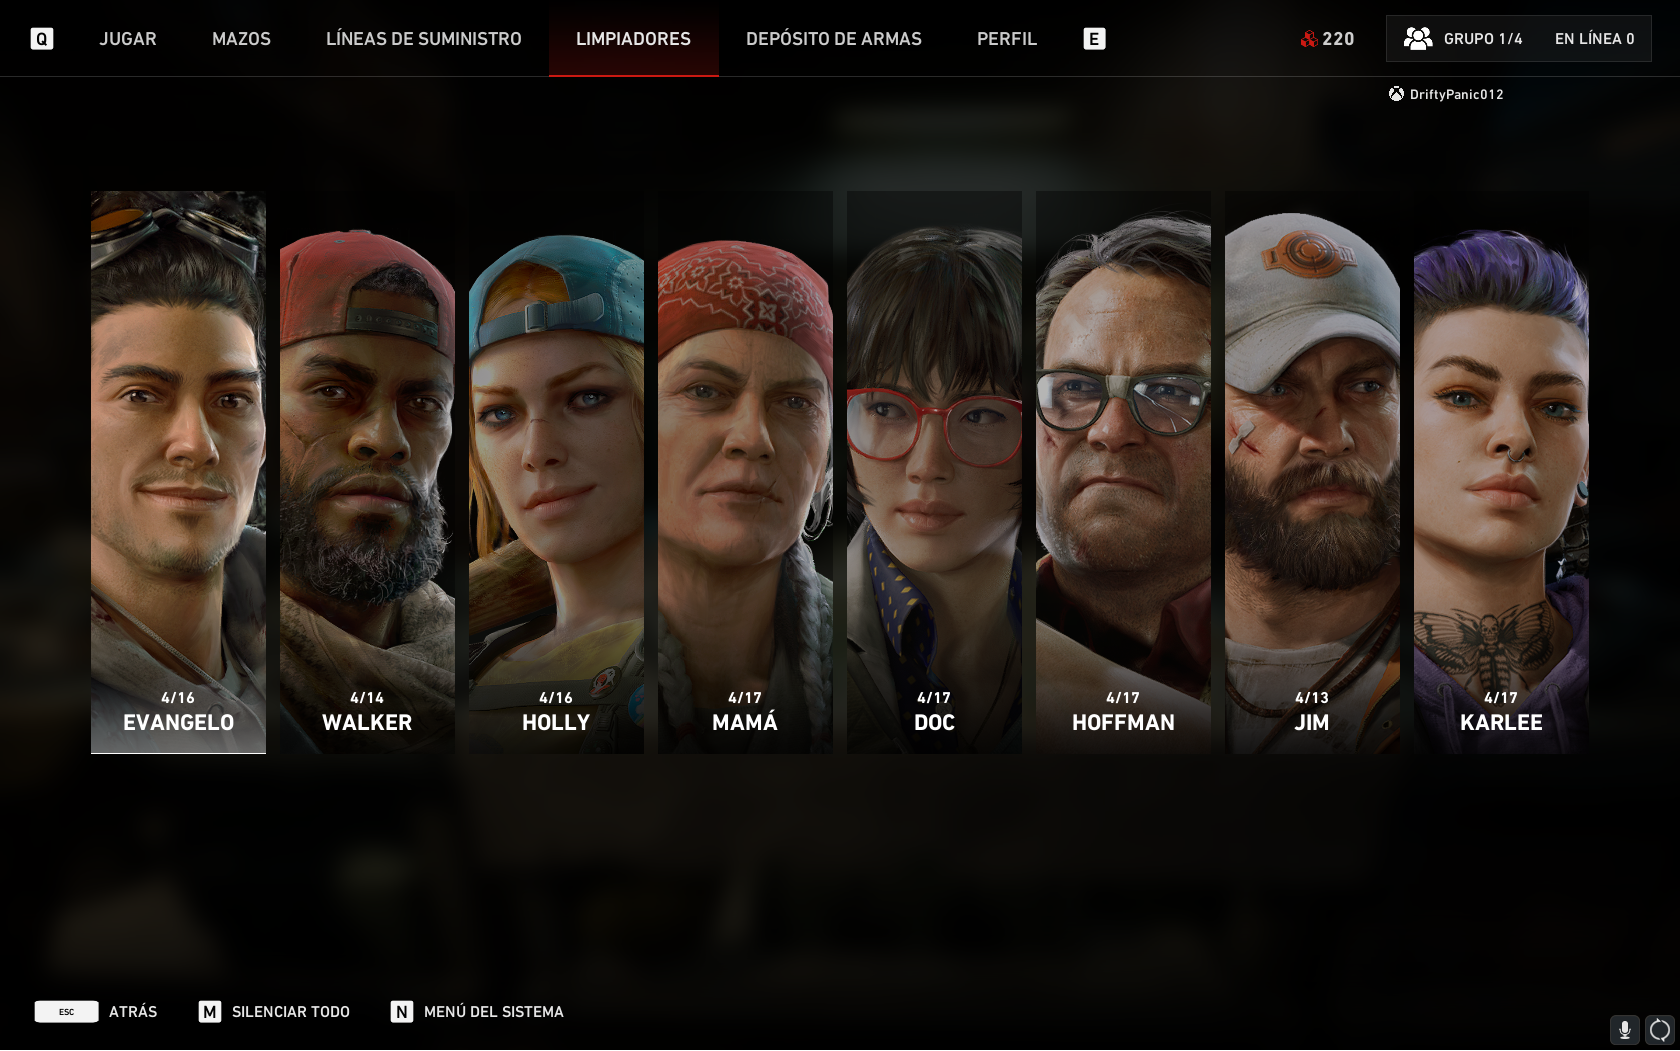 Q JUGAR MAZOS LÍNEAS DE SUMINISTRO LIMPIADORES DEPÓSITO DE ARMAS PERFIL E 220 GRUPO 1/4 EN LÍNEA 0
DriftyPanic012
4/16 4/14 4/16 4/17 4/17 4/17 4/13 4/17
EVANGELO WALKER HOLLY MAMÁ DOC HOFFMAN JIM KARLEE
ESC ATRÁS M SILENCIAR TODO N MENÚ DEL SISTEMA